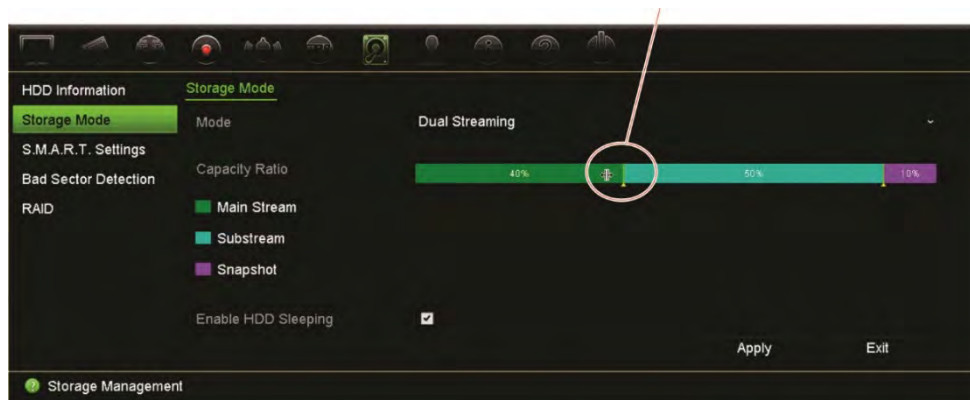 HDD Information
Storage Mode
Storage Mode
Mode
Dual Streaming
S.M.A.R.T. Settings
Capacity Ratio
40%
50%
10%
Bad Sector Detection
RAID
Main Stream
Substream
Snapshot
Enable HDD Sleeping
Apply
Exit
Storage Management